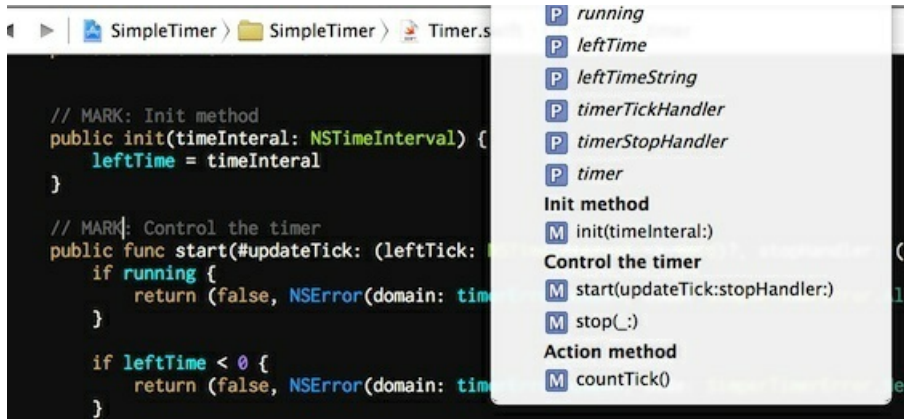 SimpleTimer 〉 SimpleTimer 〉 Timer.s
// MARK: Init method
public init(timeInteral: NSTimeInterval) {
leftTime = timeInteral
}
// MARK: Control the timer
public func start(#updateTick: (leftTick:
if running {
return (false, NSError(domain: tim
}
if leftTime < 0 {
return (false, NSError(domain: tim
}
P running
P leftTime
P leftTimeString
P timerTickHandler
P timerStopHandler
P timer
Init method
M init(timeInteral:)
Control the timer
M start(updateTick:stopHandler:)
M stop(_:)
Action method
M countTick()